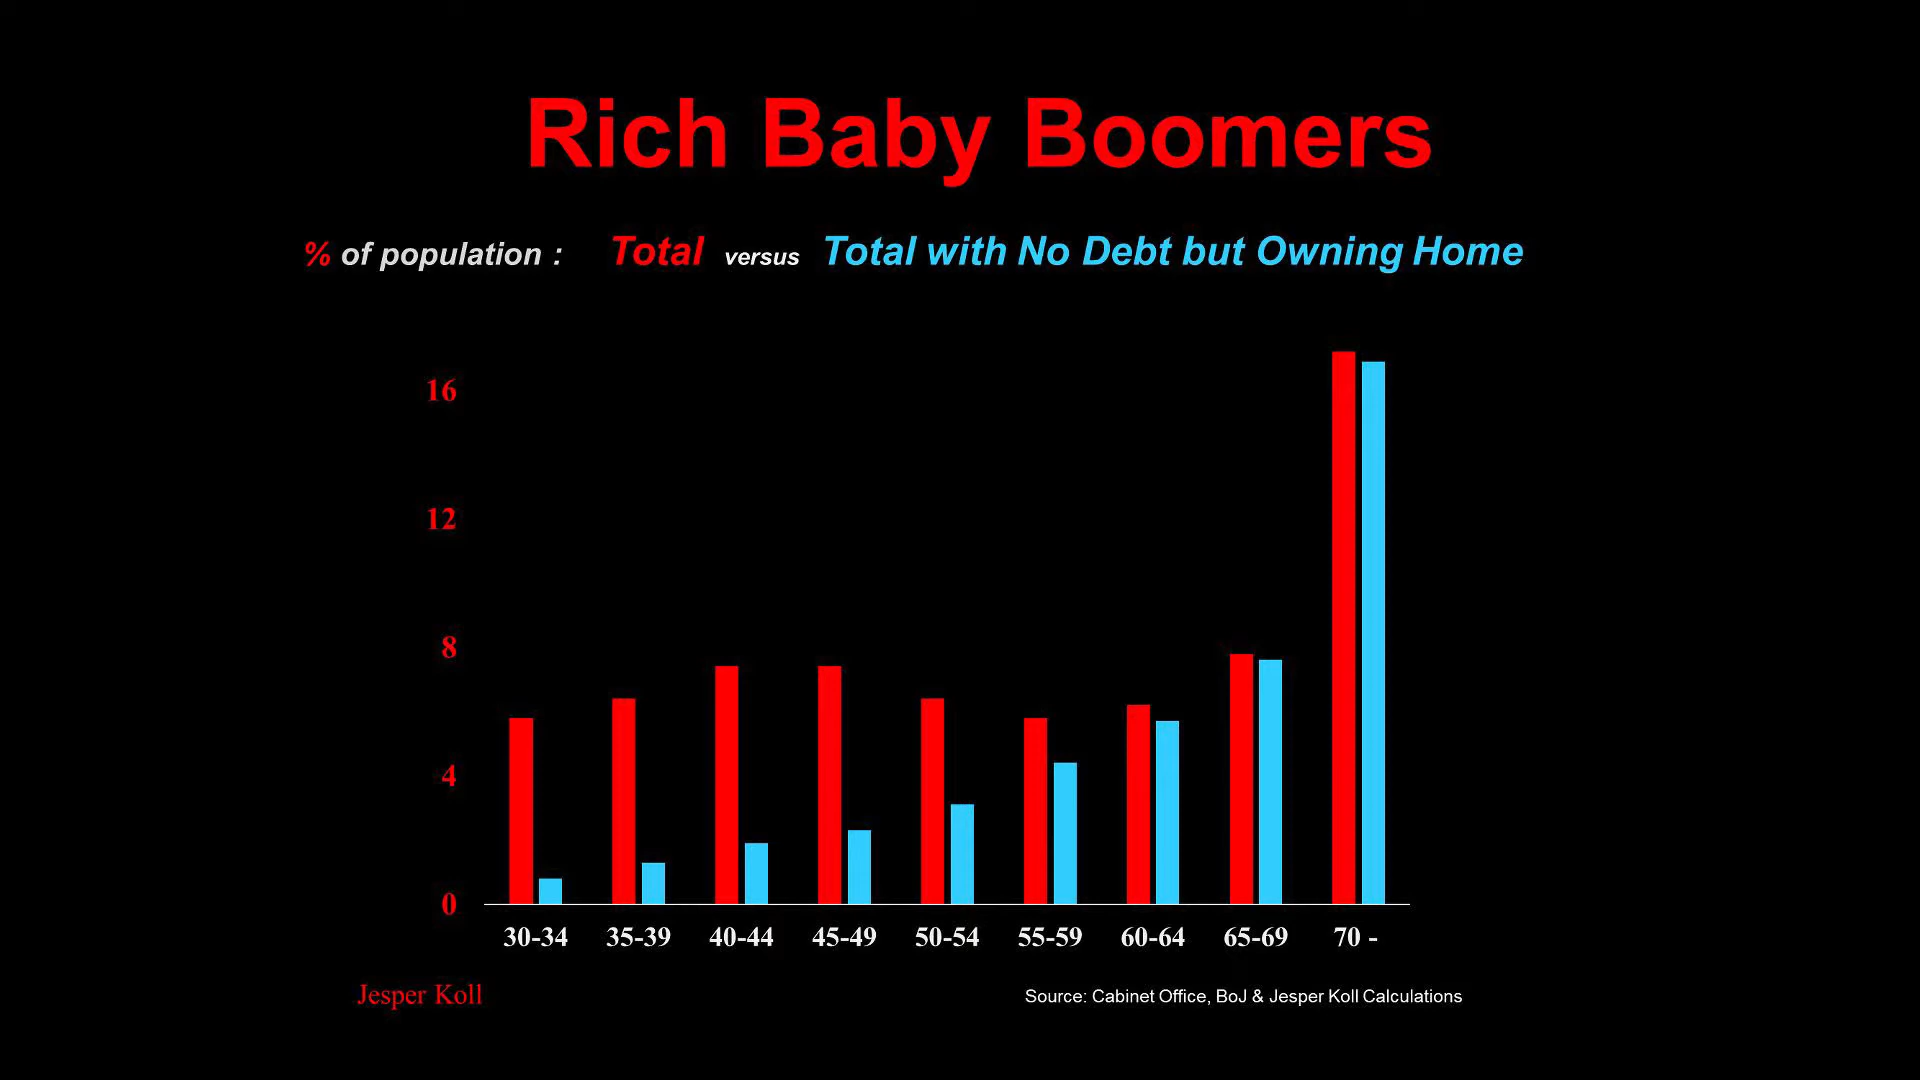 Rich Baby Boomers
% of population : Total versus Total with No Debt but Owning Home
16
12
8
4
0
30-34 35-39 40-44 45-49 50-54 55-59 60-64 65-69 70 -
Jesper Koll
Source: Cabinet Office, BoJ & Jesper Koll Calculations